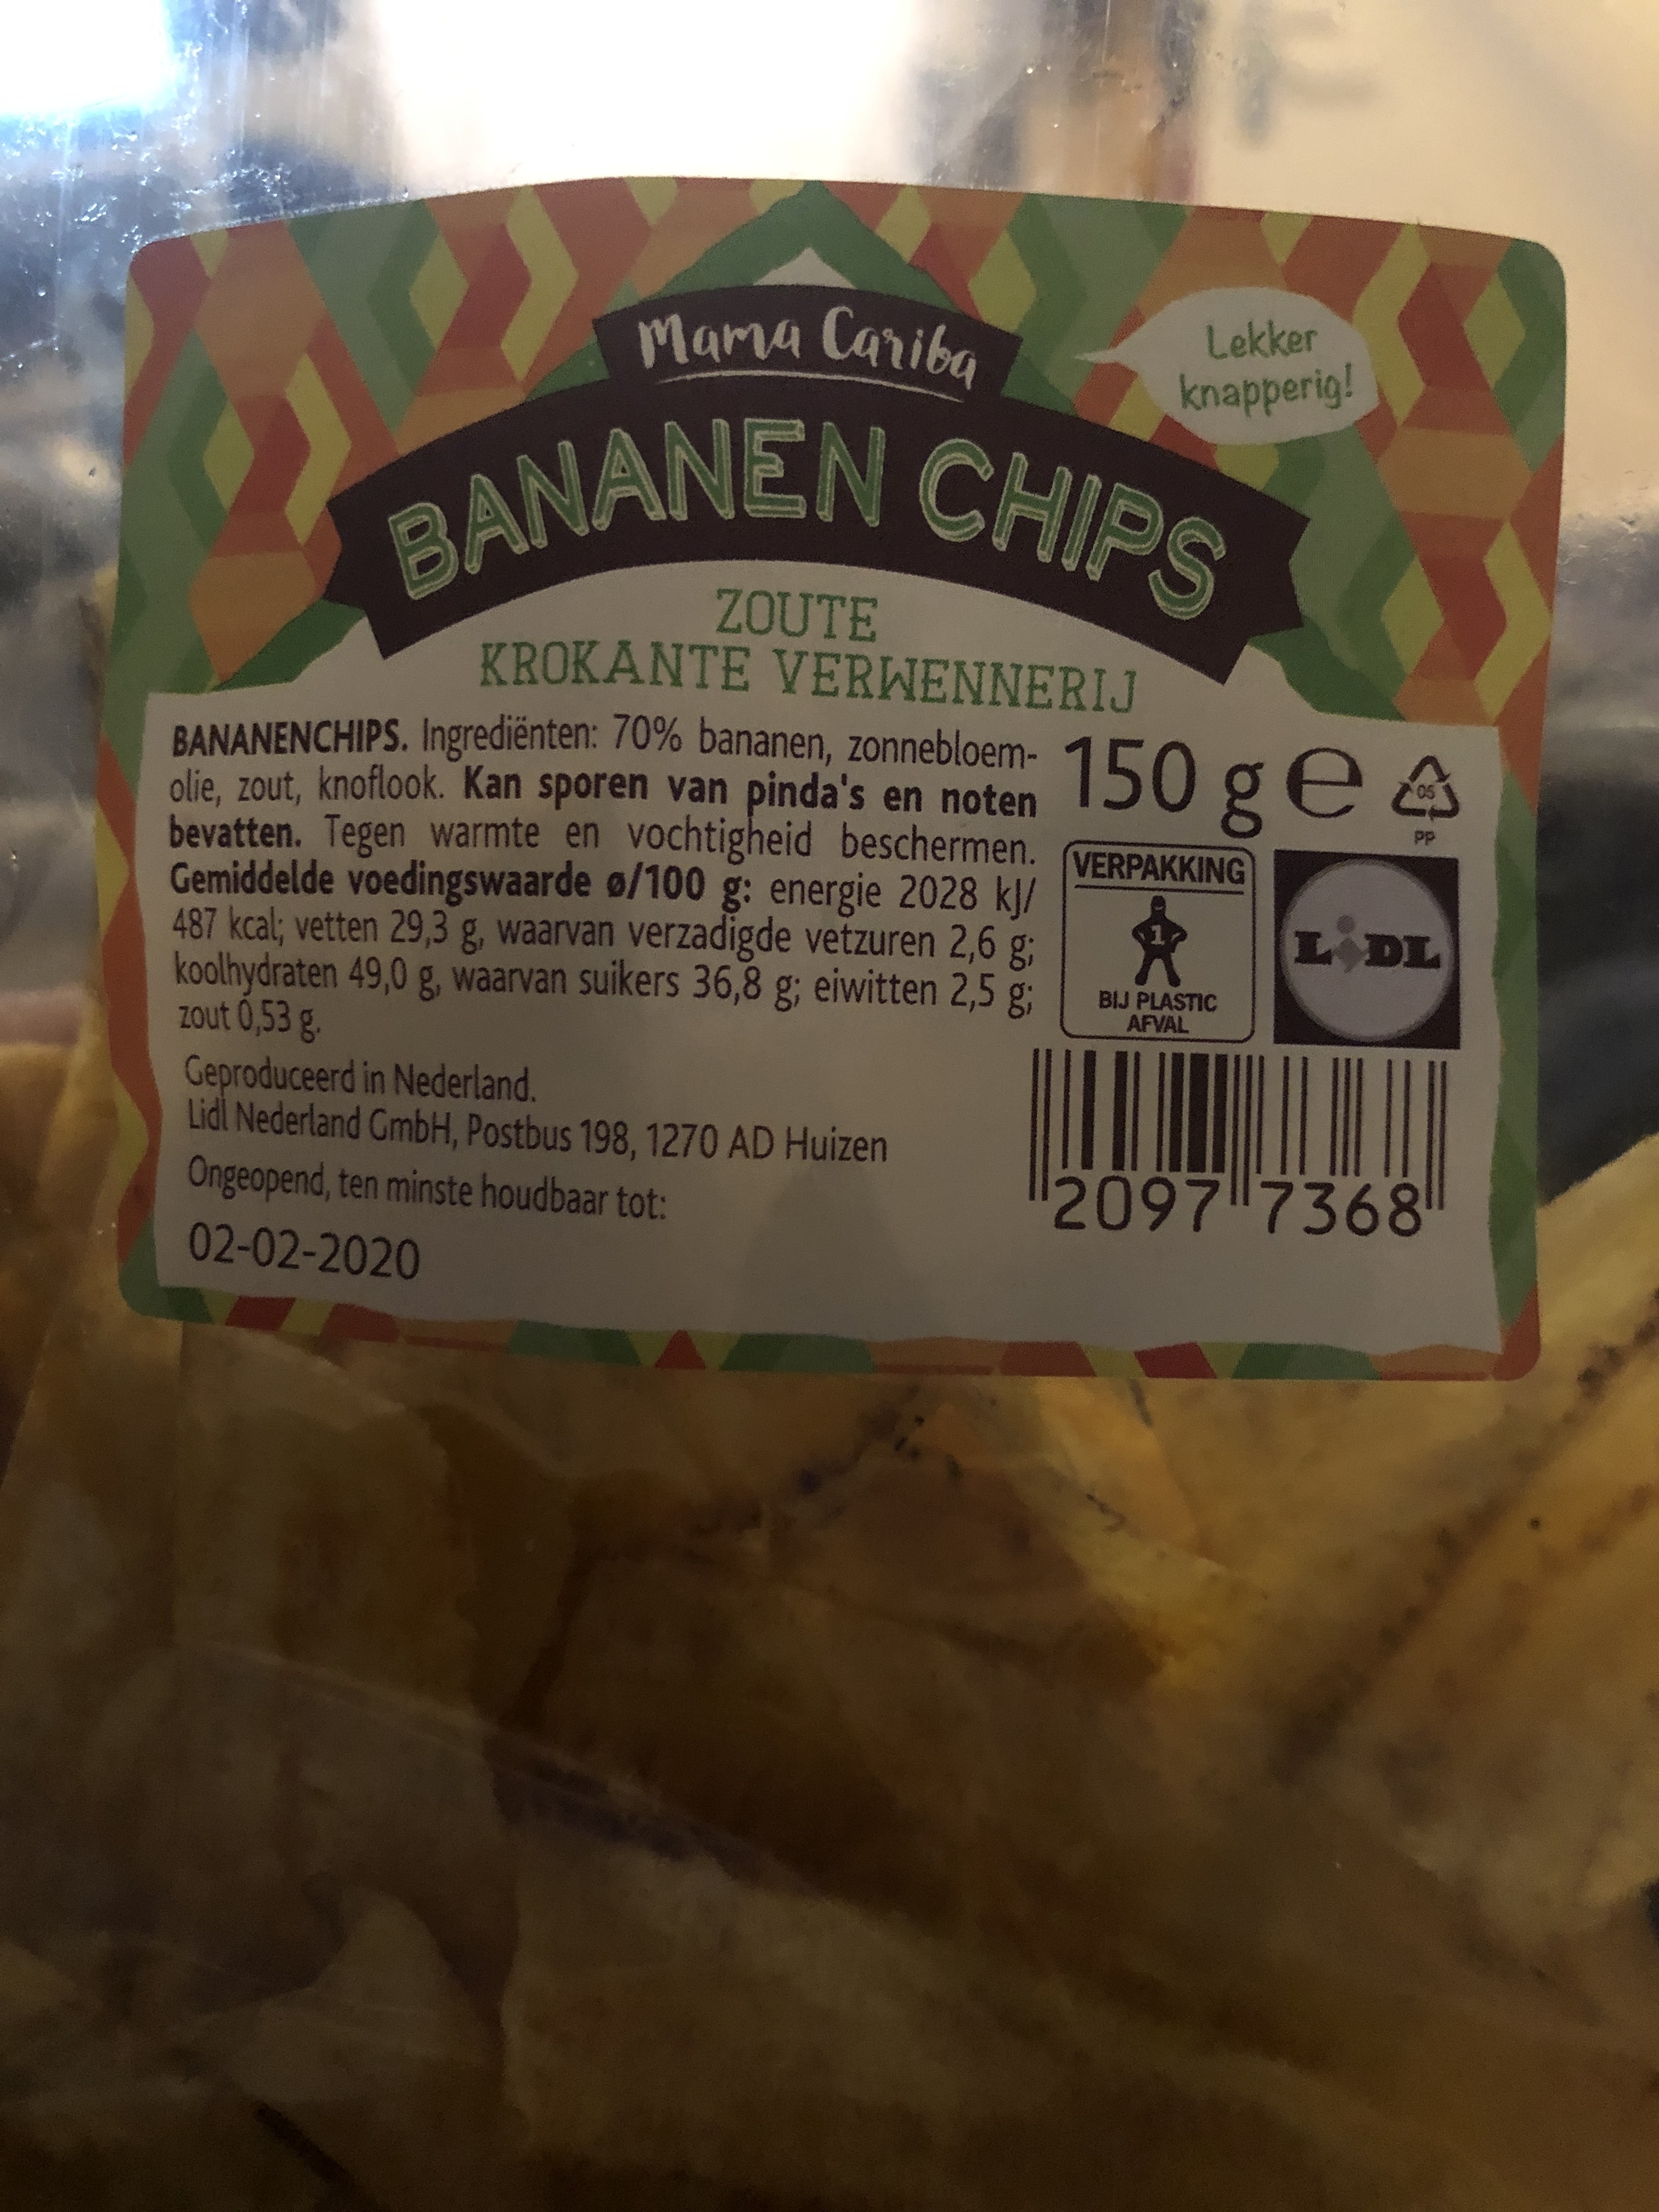 Mama Cariba
Lekker
knapperig!
BANANEN CHIPS
ZOUTE
KROKANTE VERWENNERIJ
BANANENCHIPS. Ingrediënten: 70% bananen, zonnebloem-
olie, zout, knoflook. Kan sporen van pinda's en noten
bevatten. Tegen warmte en vochtigheid beschermen.
Gemiddelde voedingswaarde ø/100 g: energie 2028 kJ/
487 kcal; vetten 29,3 g, waarvan verzadigde vetzuren 2,6 g;
koolhydraten 49,0 g, waarvan suikers 36,8 g; eiwitten 2,5 g;
zout 0,53 g.
Geproduceerd in Nederland.
Lidl Nederland GmbH, Postbus 198, 1270 AD Huizen
Ongeopend, ten minste houdbaar tot:
02-02-2020
150 g e
05
PP
VERPAKKING
1
BIJ PLASTIC
AFVAL
LiDL
2097 7368